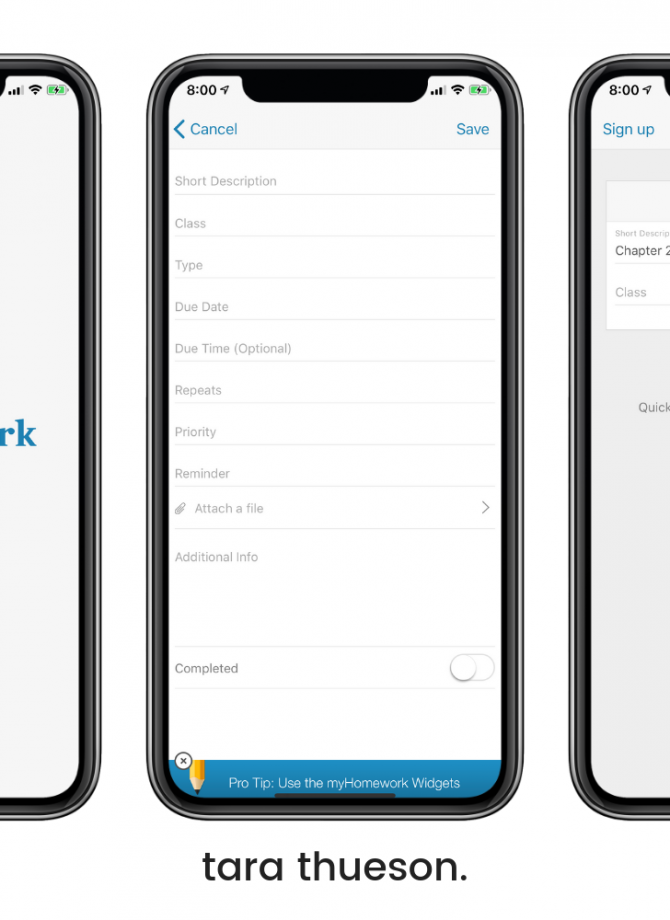 rk
8:00
Cancel
Save
Short Description
Class
Type
Due Date
Due Time (Optional)
Repeats
Priority
Reminder
Attach a file
Additional Info
Completed
Pro Tip: Use the myHomework Widgets
8:00
Sign up
Short Descrip
Chapter 2
Class
Quick
tara thueson.